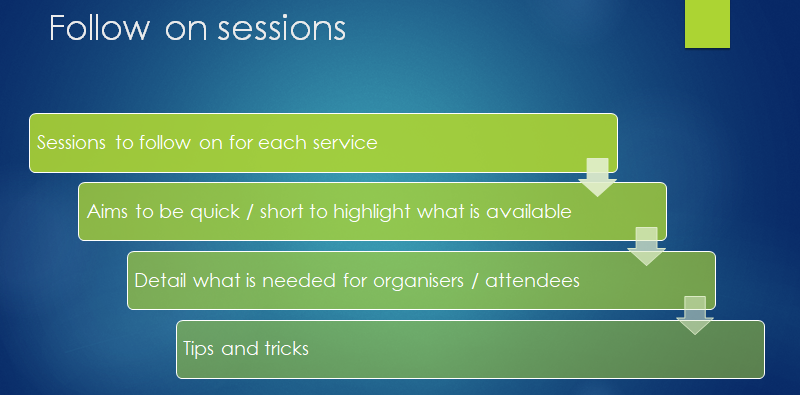 Follow on sessions
Sessions to follow on for each service
Aims to be quick / short to highlight what is available
Detail what is needed for organisers / attendees
Tips and tricks